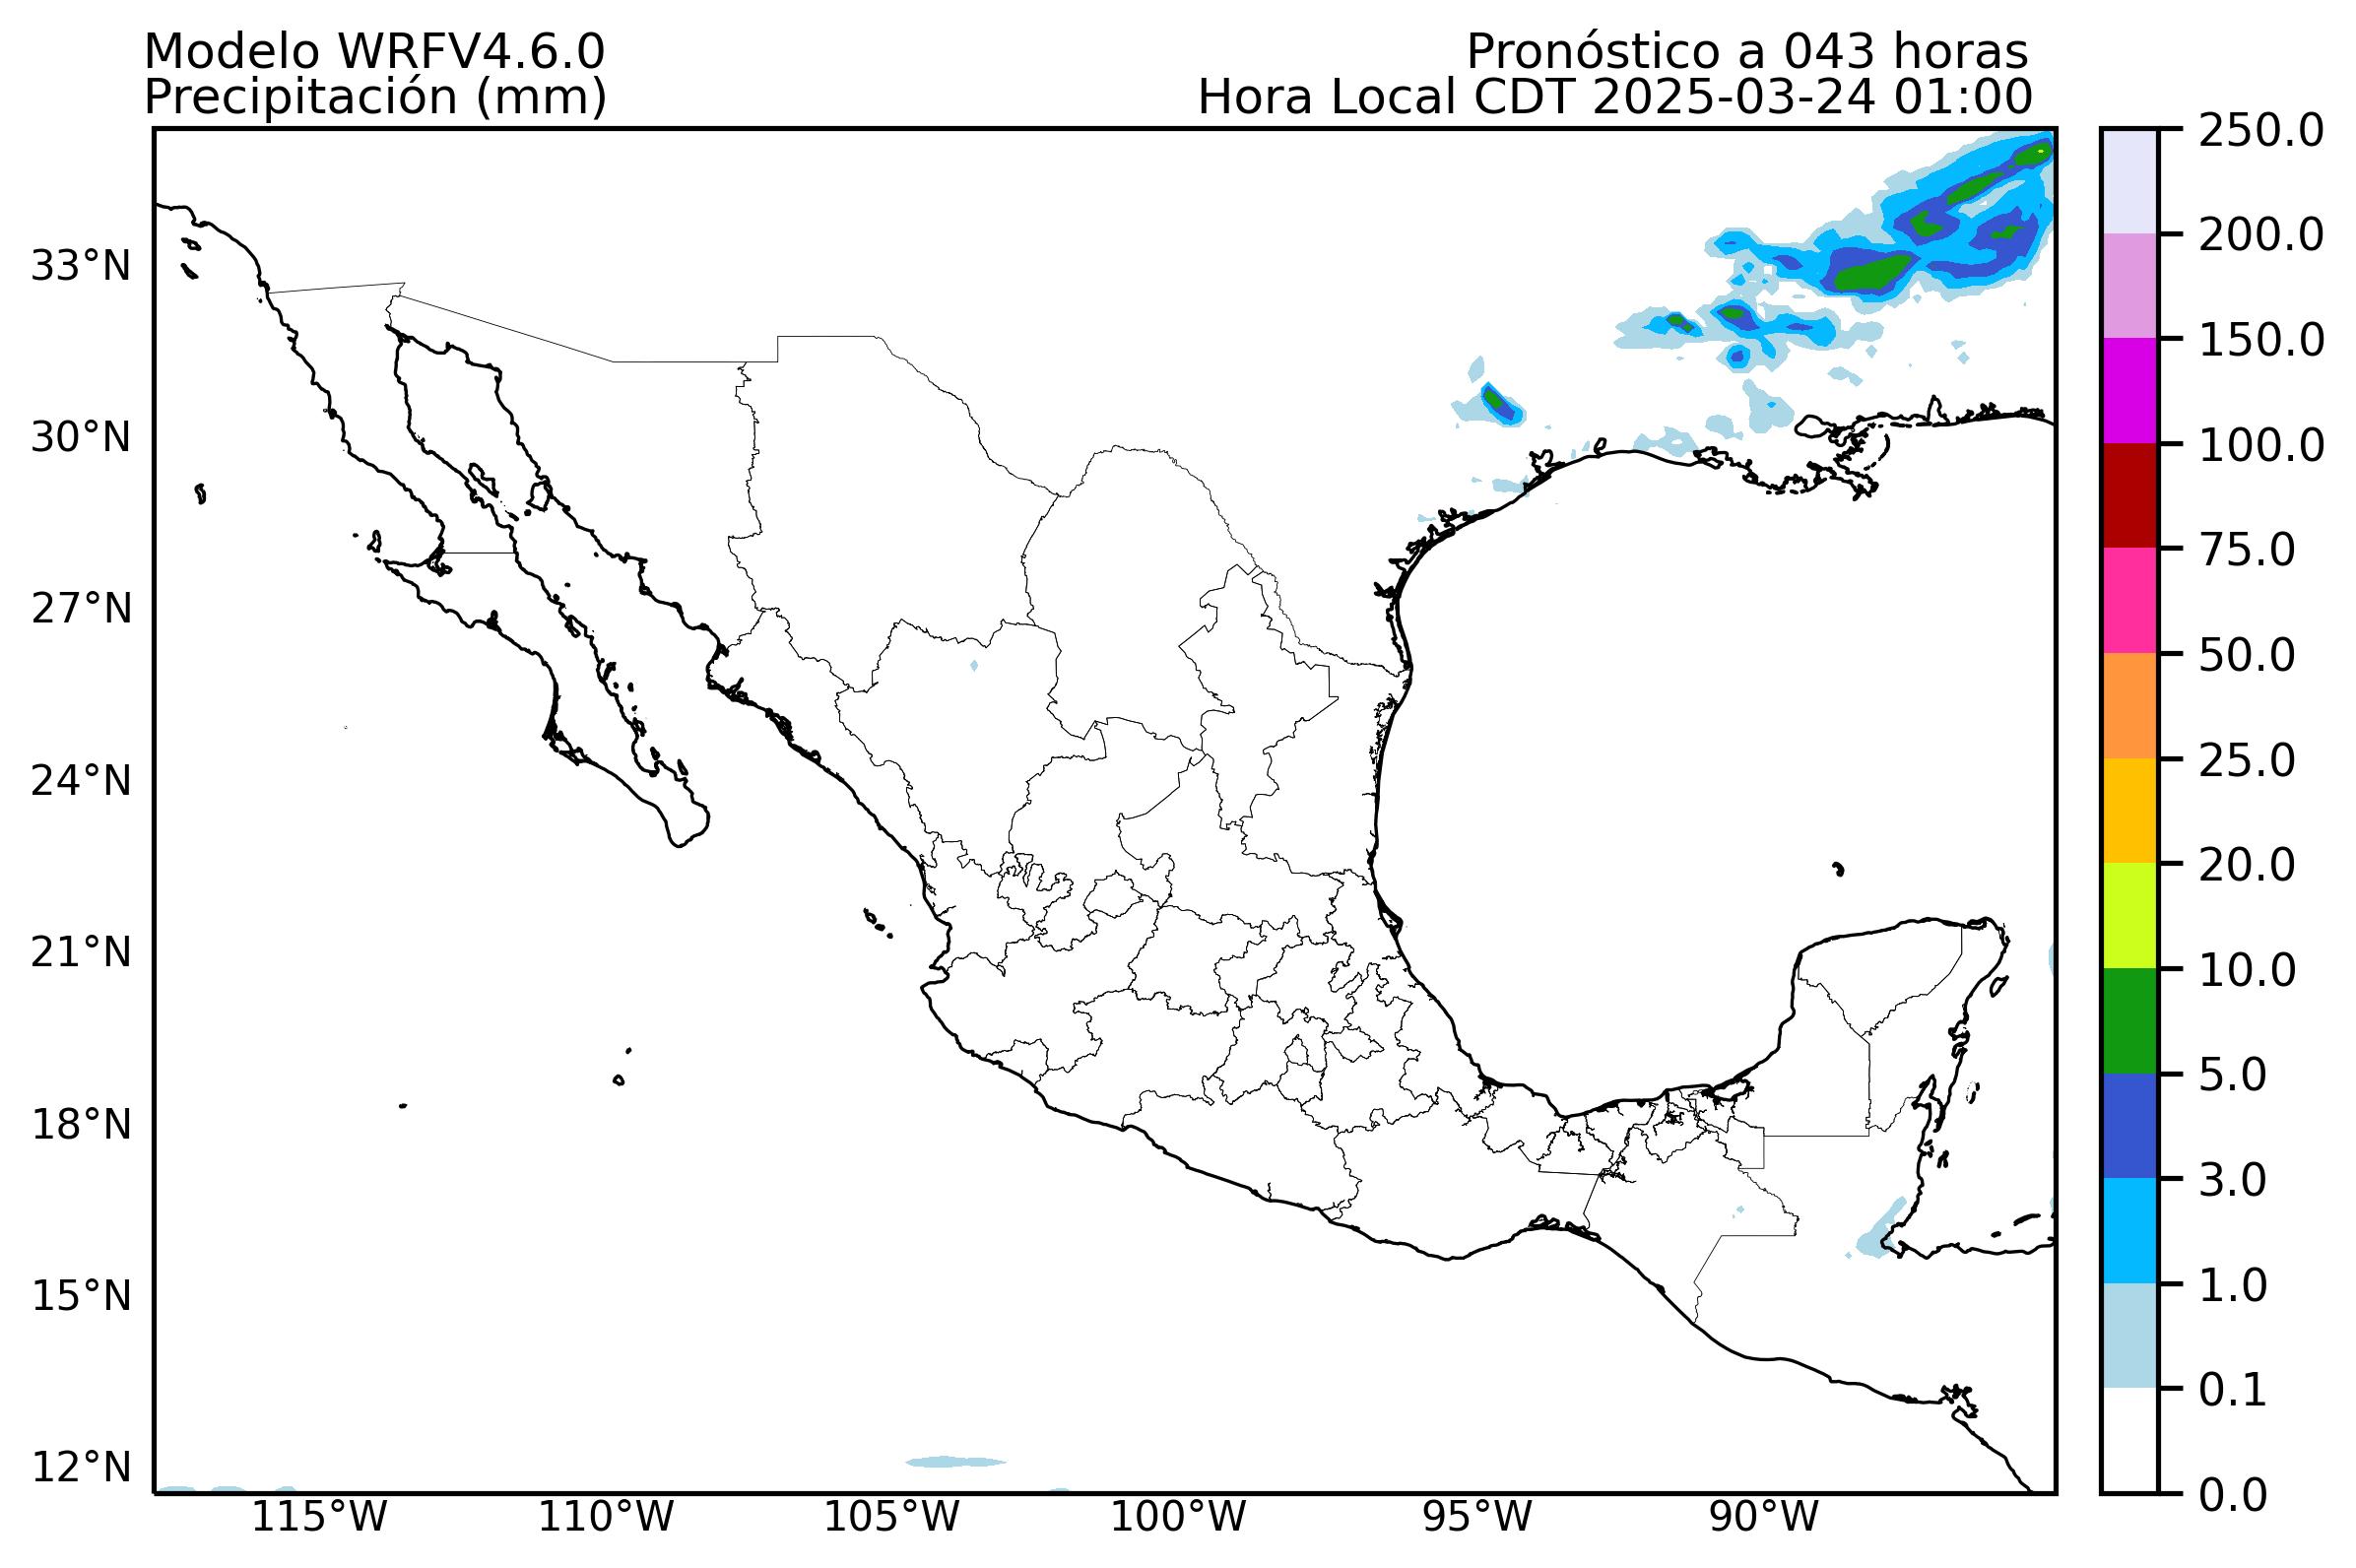 Modelo WRFV4.6.0
Precipitación (mm)
Pronóstico a 043 horas
Hora Local CDT 2025-03-24 01:00
33°N
30°N
27°N
24°N
21°N
18°N
15°N
12°N
115°W
110°W
105°W
100°W
95°W
90°W
250.0
200.0
150.0
100.0
75.0
50.0
25.0
20.0
10.0
5.0
3.0
1.0
0.1
0.0